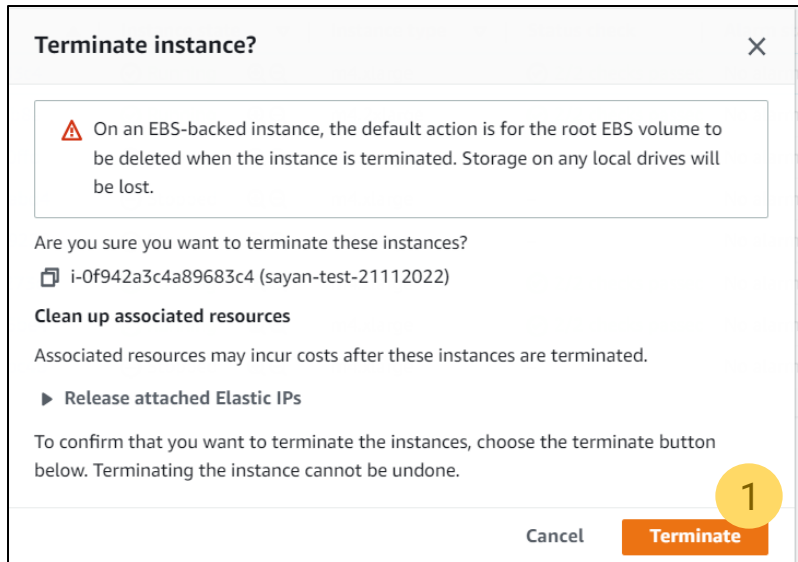 Terminate instance?
On an EBS-backed instance, the default action is for the root EBS volume to
be deleted when the instance is terminated. Storage on any local drives will
be lost.
Are you sure you want to terminate these instances?
i-0f942a3c4a89683c4 (sayan-test-21112022)
Clean up associated resources
Associated resources may incur costs after these instances are terminated.
Release attached Elastic IPs
To confirm that you want to terminate the instances, choose the terminate button
below. Terminating the instance cannot be undone.
1
Cancel Terminate